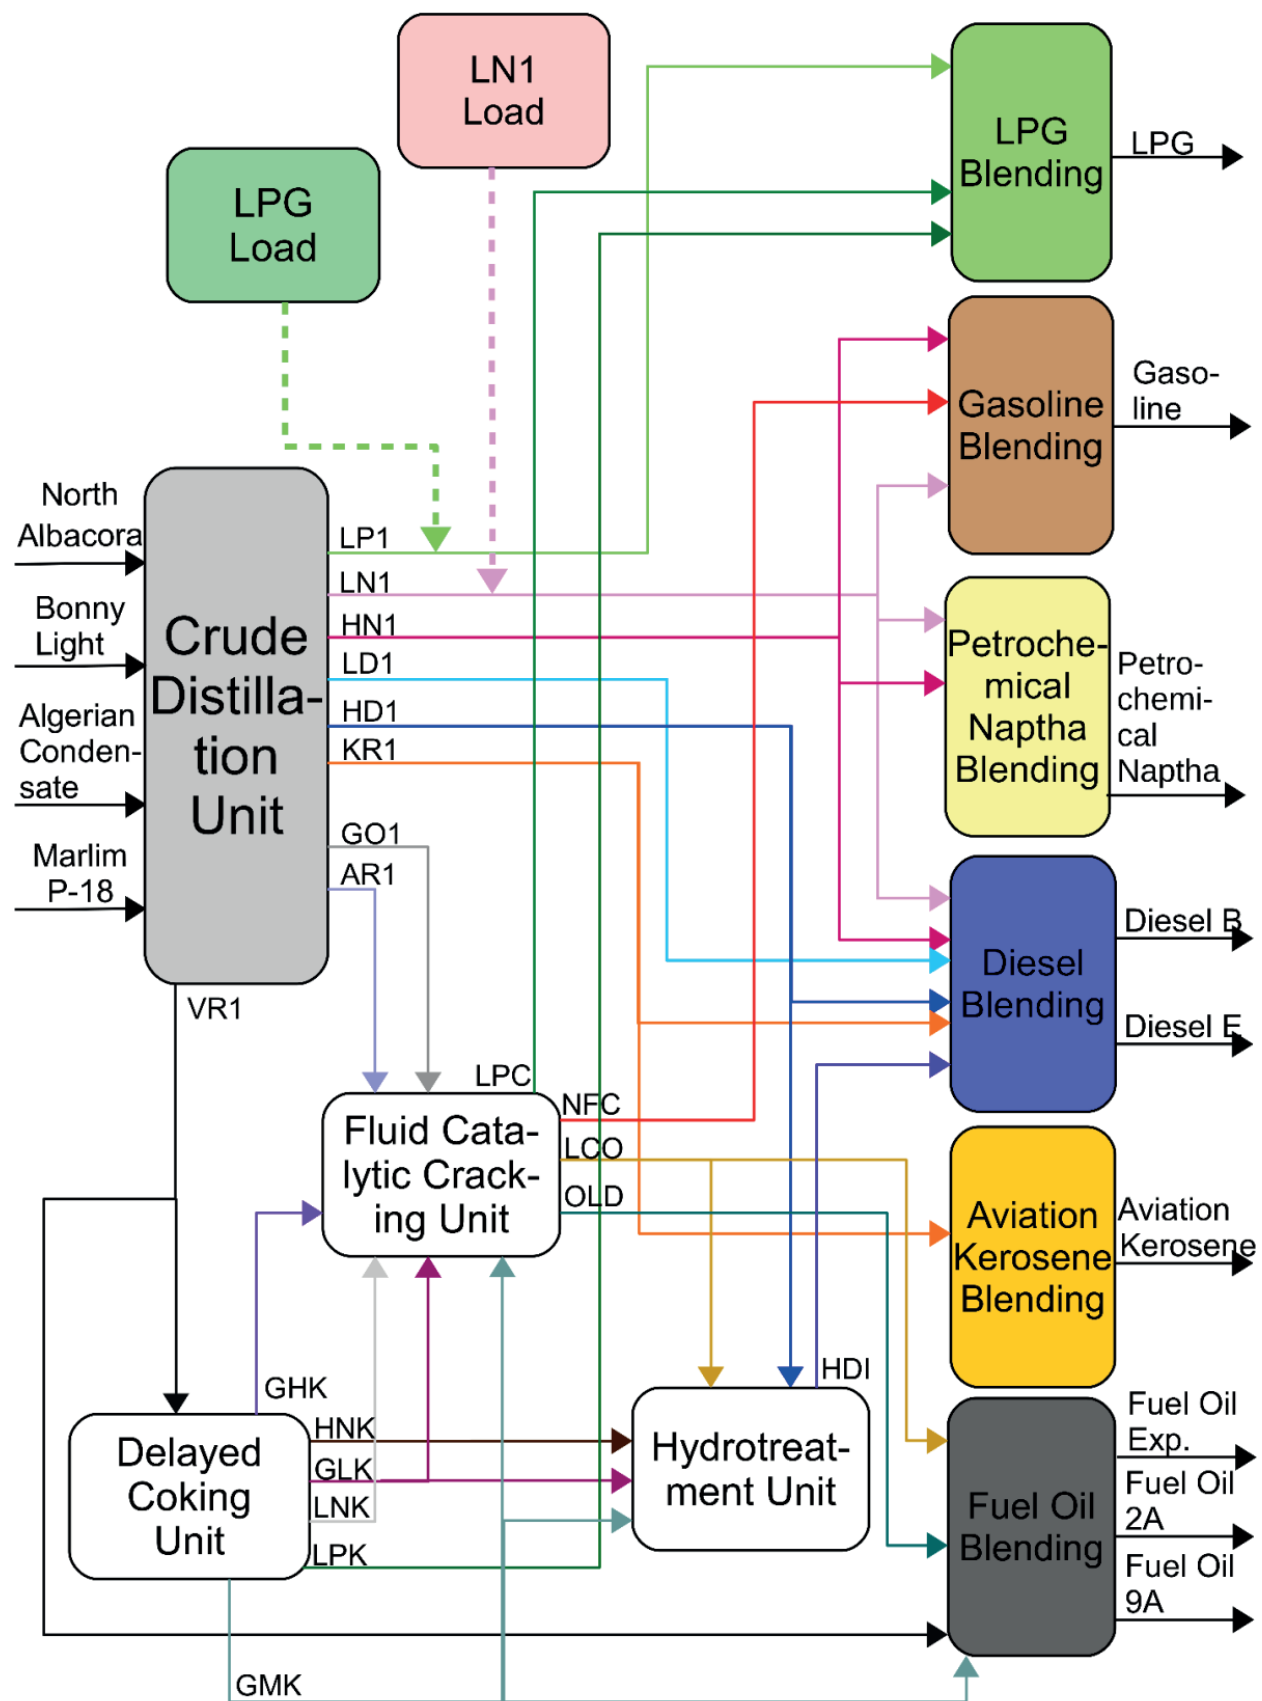 LN1
Load
LPG
Load
LPG
Blending
LPG
Gasoline
Blending
Gaso-
line
North
Albacora
Bonny
Light
Algerian
Conden-
sate
Marlim
P-18
Crude
Distilla-
tion
Unit
LP1
LN1
HN1
LD1
HD1
KR1
GO1
AR1
VR1
Petroche-
mical
Naptha
Blending
Petro-
chemi-
cal
Naptha
Diesel
Blending
Diesel B
Diesel E
LPC
NFC
LCO
OLD
Fluid Cata-
lytic Crack-
ing Unit
Aviation
Kerosene
Blending
Aviation
Kerosene
GHK
HNK
GLK
LNK
LPK
GMK
Delayed
Coking
Unit
HDI
Hydrotreat-
ment Unit
Fuel Oil
Blending
Fuel Oil
Exp.
Fuel Oil
2A
Fuel Oil
9A